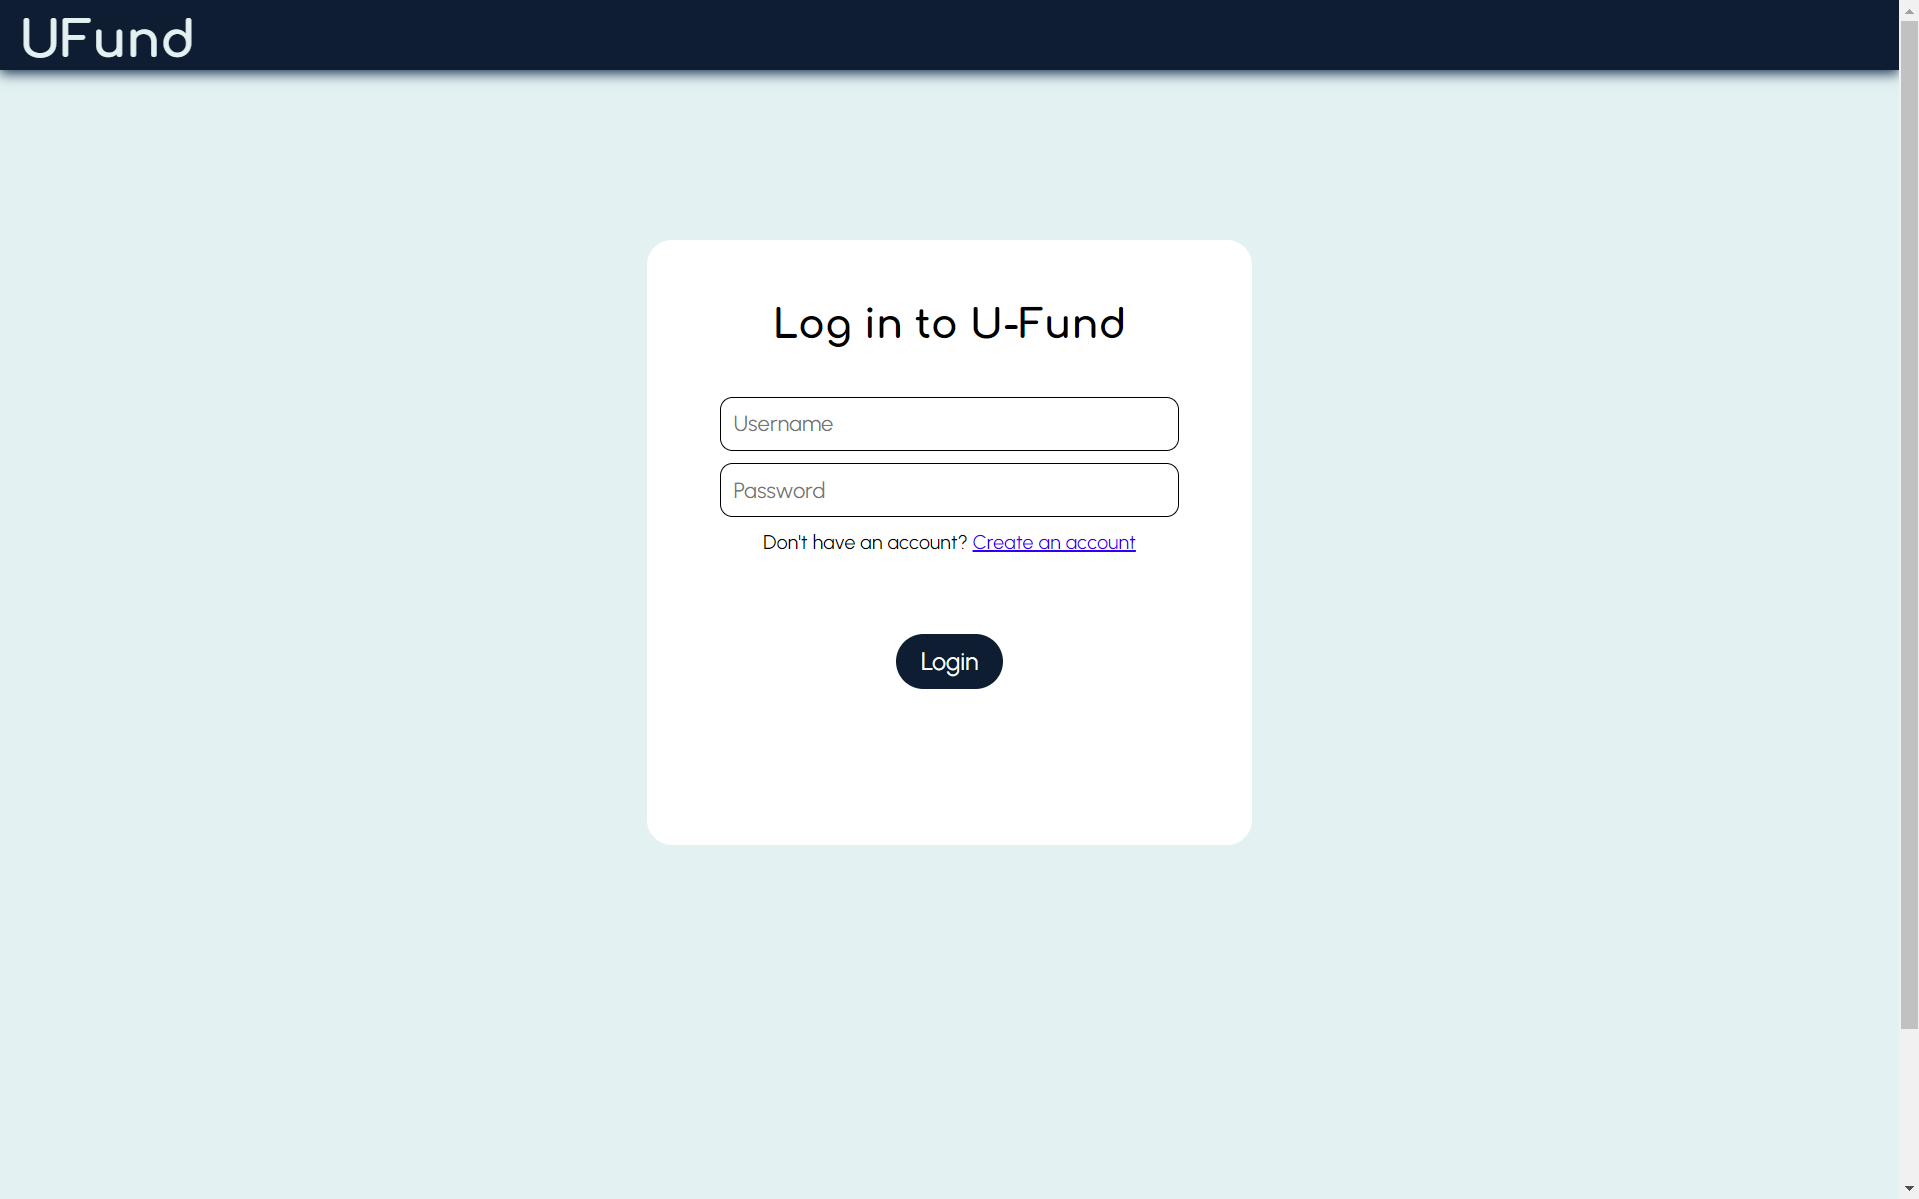 UFund
Log in to U-Fund
Username
Password
Don't have an account? Create an account
Login